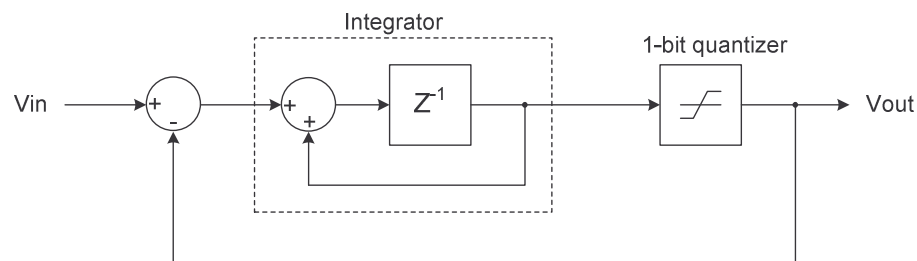 Integrator
1-bit quantizer
Vin
+
-
+
+
Z⁻¹
Vout